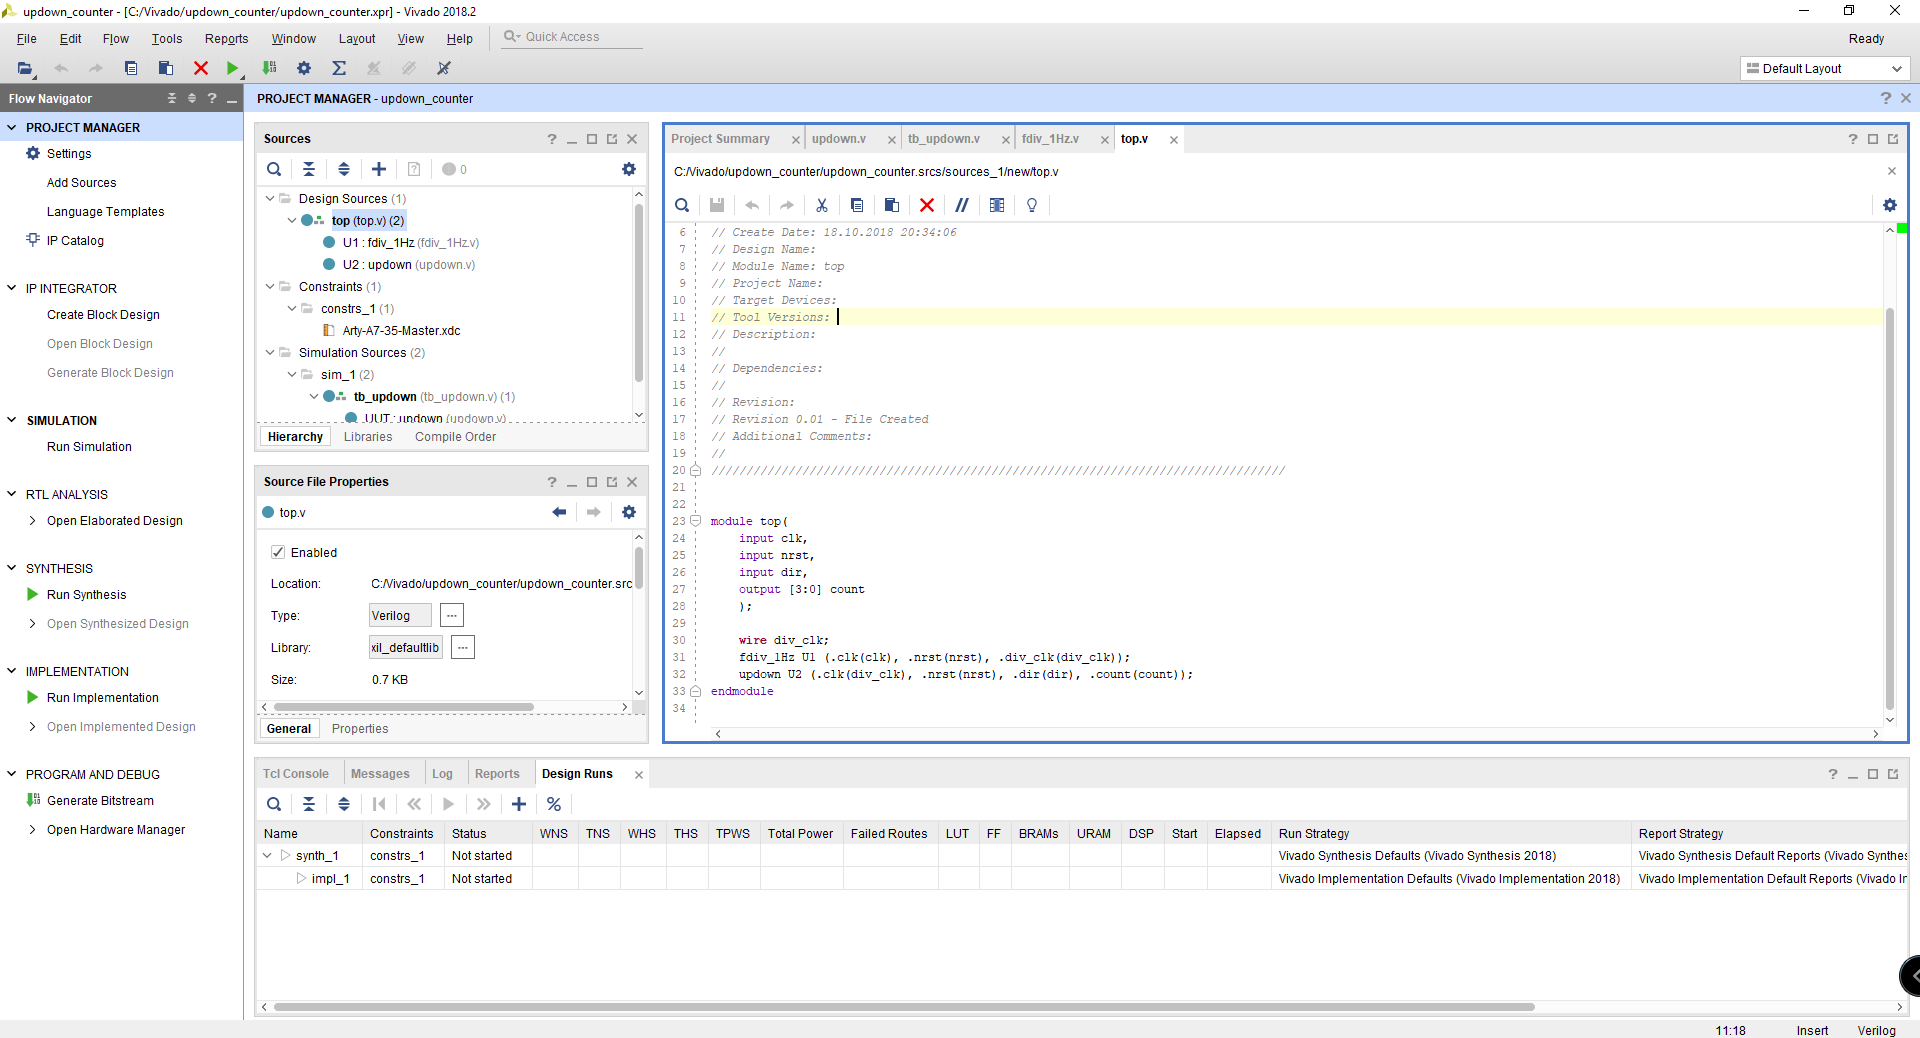 updown_counter - [C:/Vivado/updown_counter/updown_counter.xpr] - Vivado 2018.2
File Edit Flow Tools Reports Window Layout View Help Quick Access Ready
Default Layout
Flow Navigator
PROJECT MANAGER
Settings
Add Sources
Language Templates
IP Catalog
IP INTEGRATOR
Create Block Design
Open Block Design
Generate Block Design
SIMULATION
Run Simulation
RTL ANALYSIS
Open Elaborated Design
SYNTHESIS
Run Synthesis
Open Synthesized Design
IMPLEMENTATION
Run Implementation
Open Implemented Design
PROGRAM AND DEBUG
Generate Bitstream
Open Hardware Manager
PROJECT MANAGER - updown_counter
Sources
0
Design Sources (1)
top (top.v) (2)
U1 : fdiv_1Hz (fdiv_1Hz.v)
U2 : updown (updown.v)
Constraints (1)
constrs_1 (1)
Arty-A7-35-Master.xdc
Simulation Sources (2)
sim_1 (2)
tb_updown (tb_updown.v) (1)
UUT : updown (updown.v)
Hierarchy Libraries Compile Order
Source File Properties
top.v
Enabled
Location: C:/Vivado/updown_counter/updown_counter.src
Type: Verilog ...
Library: xil_defaultlib ...
Size: 0.7 KB
General Properties
Project Summary updown.v tb_updown.v fdiv_1Hz.v top.v
C:/Vivado/updown_counter/updown_counter.srcs/sources_1/new/top.v
6 // Create Date: 18.10.2018 20:34:06
7 // Design Name:
8 // Module Name: top
9 // Project Name:
10 // Target Devices:
11 // Tool Versions:
12 // Description:
13 //
14 // Dependencies:
15 //
16 // Revision:
17 // Revision 0.01 - File Created
18 // Additional Comments:
19 //
20 //////////////////////////////////////////////////////////////////////////////////
21
22
23 module top(
24 input clk,
25 input nrst,
26 input dir,
27 output [3:0] count
28 );
29
30 wire div_clk;
31 fdiv_1Hz U1 (.clk(clk), .nrst(nrst), .div_clk(div_clk));
32 updown U2 (.clk(div_clk), .nrst(nrst), .dir(dir), .count(count));
33 endmodule
34
Tcl Console Messages Log Reports Design Runs
Name Constraints Status WNS TNS WHS THS TPWS Total Power Failed Routes LUT FF BRAMs URAM DSP Start Elapsed Run Strategy Report Strategy
synth_1 constrs_1 Not started Vivado Synthesis Defaults (Vivado Synthesis 2018) Vivado Synthesis Default Reports (Vivado Synthes
impl_1 constrs_1 Not started Vivado Implementation Defaults (Vivado Implementation 2018) Vivado Implementation Default Reports (Vivado Ir
11:18 Insert Verilog